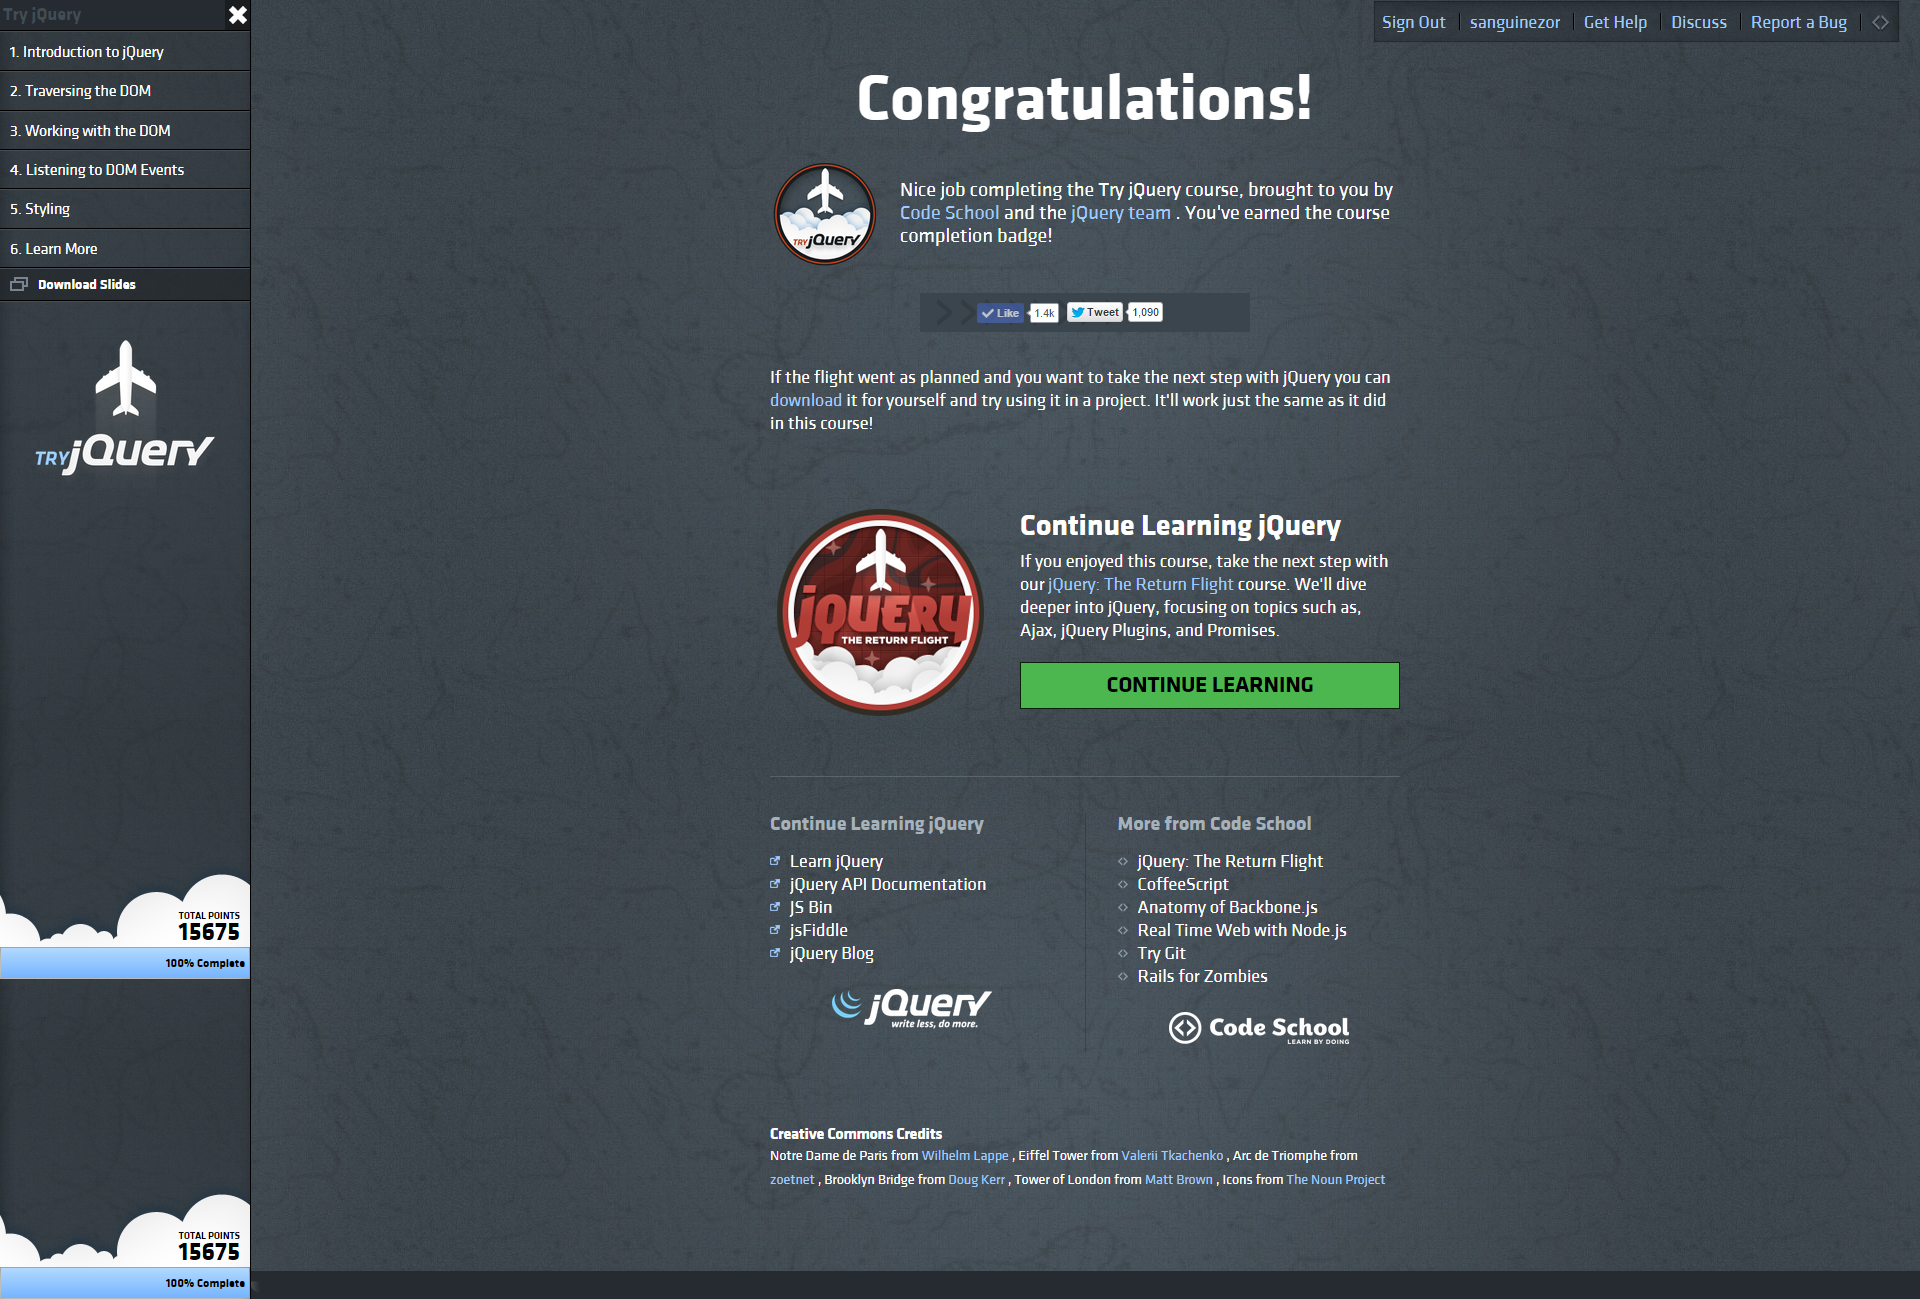 Try jQuery
1. Introduction to jQuery
2. Traversing the DOM
3. Working with the DOM
4. Listening to DOM Events
5. Styling
6. Learn More
Download Slides
TRY jQuery
TOTAL POINTS
15675
100% Complete
TOTAL POINTS
15675
100% Complete
Sign Out sanguinezor Get Help Discuss Report a Bug
Congratulations!
TRY jQuery
Nice job completing the Try jQuery course, brought to you by
Code School and the jQuery team . You've earned the course
completion badge!
Like 1.4k Tweet 1,090
If the flight went as planned and you want to take the next step with jQuery you can
download it for yourself and try using it in a project. It'll work just the same as it did
in this course!
jQUERY
THE RETURN FLIGHT
Continue Learning jQuery
If you enjoyed this course, take the next step with
our jQuery: The Return Flight course. We'll dive
deeper into jQuery, focusing on topics such as,
Ajax, jQuery Plugins, and Promises.
CONTINUE LEARNING
Continue Learning jQuery
Learn jQuery
jQuery API Documentation
JS Bin
jsFiddle
jQuery Blog
jQuery
write less, do more.
More from Code School
jQuery: The Return Flight
CoffeeScript
Anatomy of Backbone.js
Real Time Web with Node.js
Try Git
Rails for Zombies
Code School
LEARN BY DOING
Creative Commons Credits
Notre Dame de Paris from Wilhelm Lappe , Eiffel Tower from Valerii Tkachenko , Arc de Triomphe from
zoetnet , Brooklyn Bridge from Doug Kerr , Tower of London from Matt Brown , Icons from The Noun Project